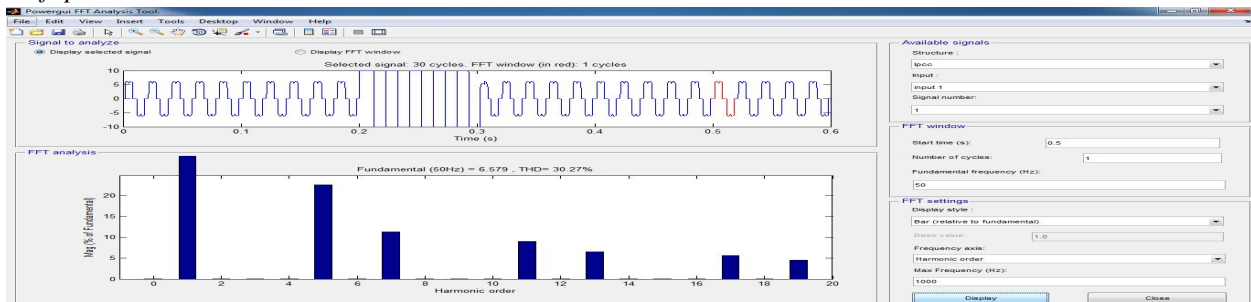 Powergui FFT Analysis Tool.
File Edit View Insert Tools Desktop Window Help
Signal to analyze
Display selected signal Display FFT window
Selected signal: 30 cycles. FFT window (in red): 1 cycles
10
5
0
-5
-10
0 0.1 0.2 0.3 0.4 0.5 0.6
Time (s)
FFT analysis
Fundamental (50Hz) = 6.579 , THD= 30.27%
Mag (% of Fundamental)
20
15
10
5
0
0 2 4 6 8 10 12 14 16 18 20
Harmonic order
Available signals
Structure :
Ipcc
Input :
input 1
Signal number:
1
FFT window
Start time (s): 0.5
Number of cycles: 1
Fundamental frequency (Hz):
50
FFT settings
Display style :
Bar (relative to fundamental)
Base value: 1.0
Frequency axis:
Harmonic order
Max Frequency (Hz):
1000
Display Close